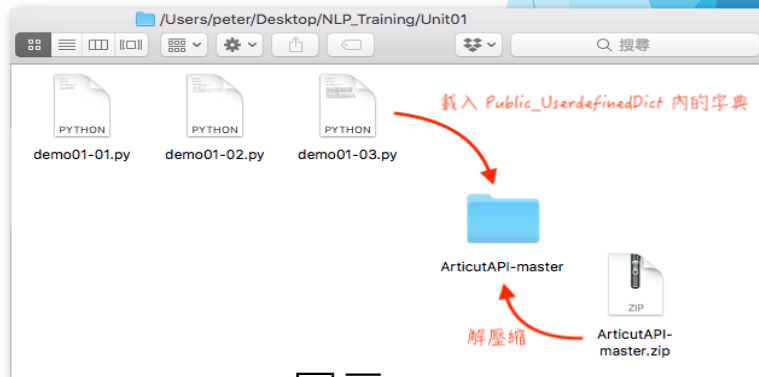 /Users/peter/Desktop/NLP_Training/Unit01
搜尋
載入 Public_UserdefinedDict 內的字典
PYTHON
PYTHON
PYTHON
demo01-01.py
demo01-02.py
demo01-03.py
ArticutAPI-master
ZIP
解壓縮
ArticutAPI-
master.zip